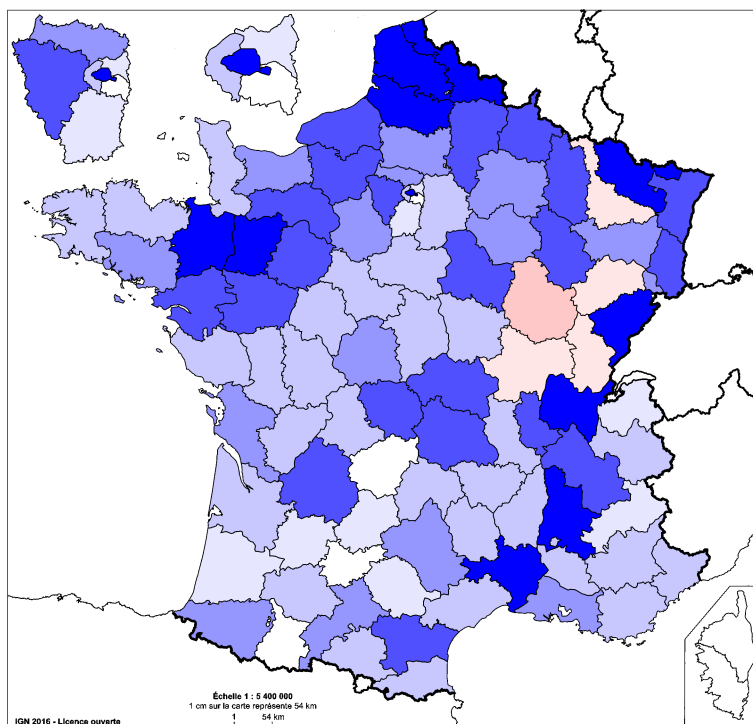 Échelle 1 : 5 400 000
1 cm sur la carte représente 54 km
1 54 km
IGN 2016 - Licence ouverte